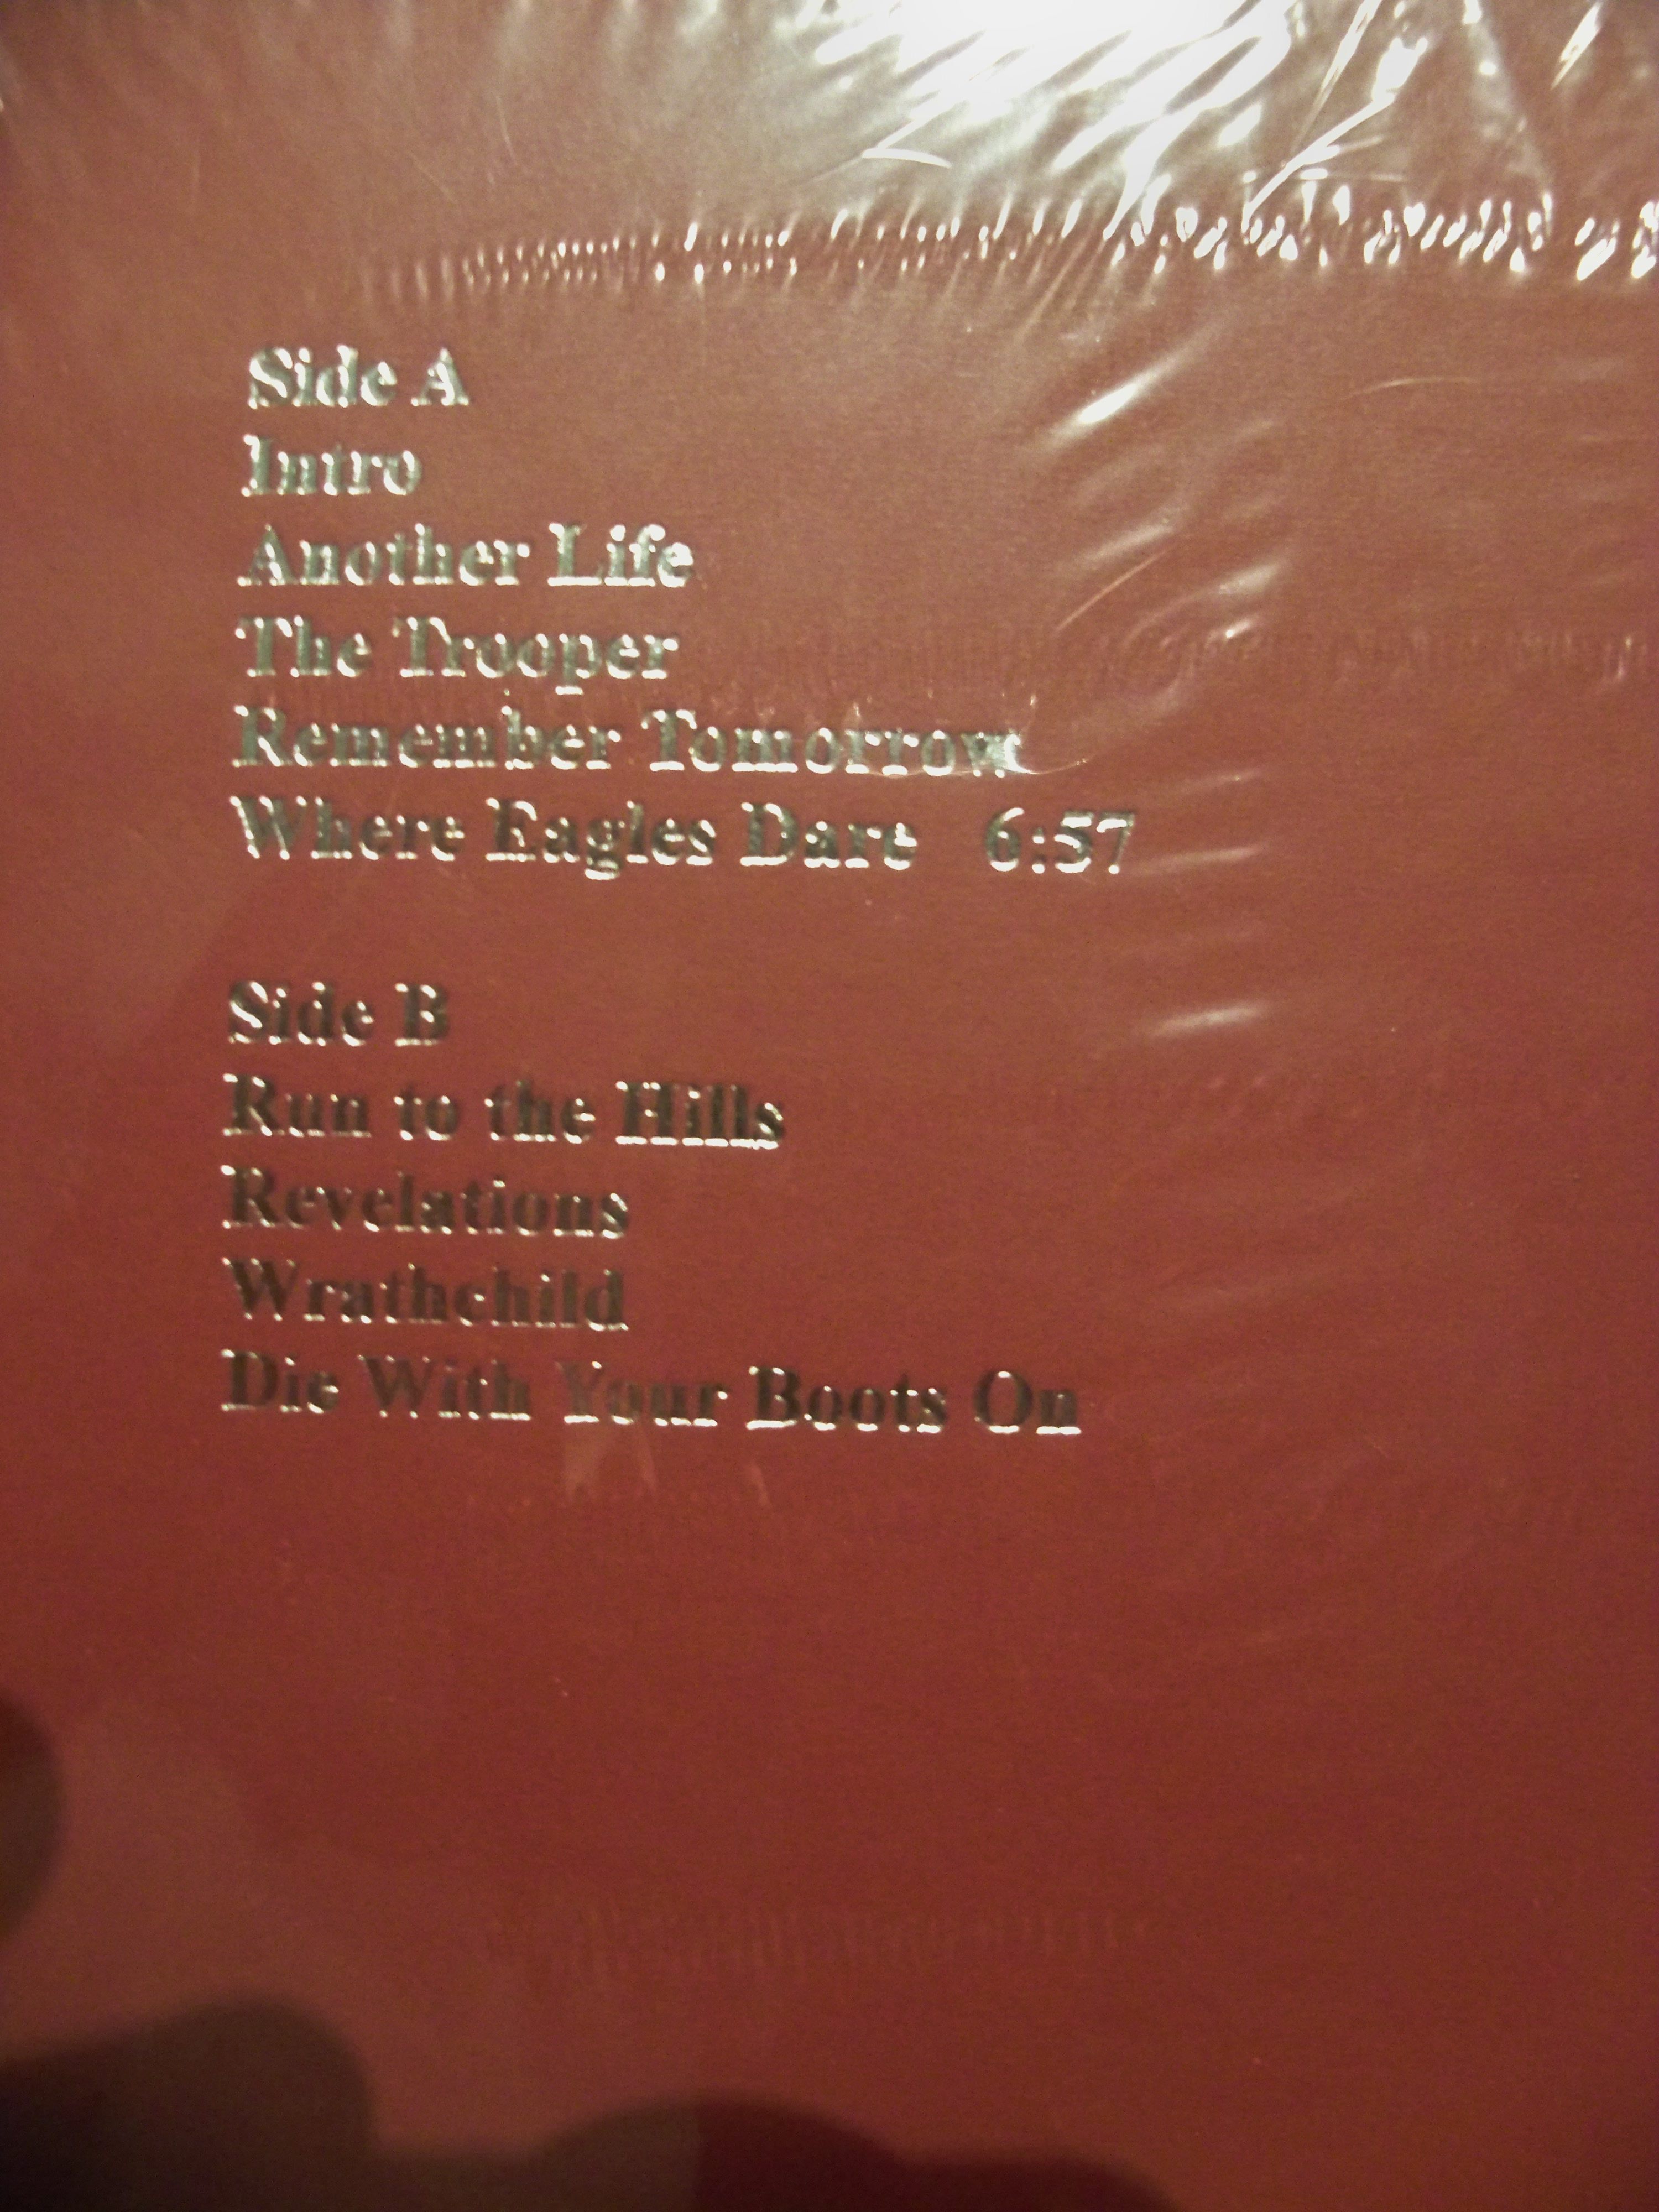 Side A
Intro
Another Life
The Trooper
Remember Tomorrow
Where Eagles Dare 6:57
Side B
Run to the Hills
Revelations
Wrathchild
Die With Your Boots On